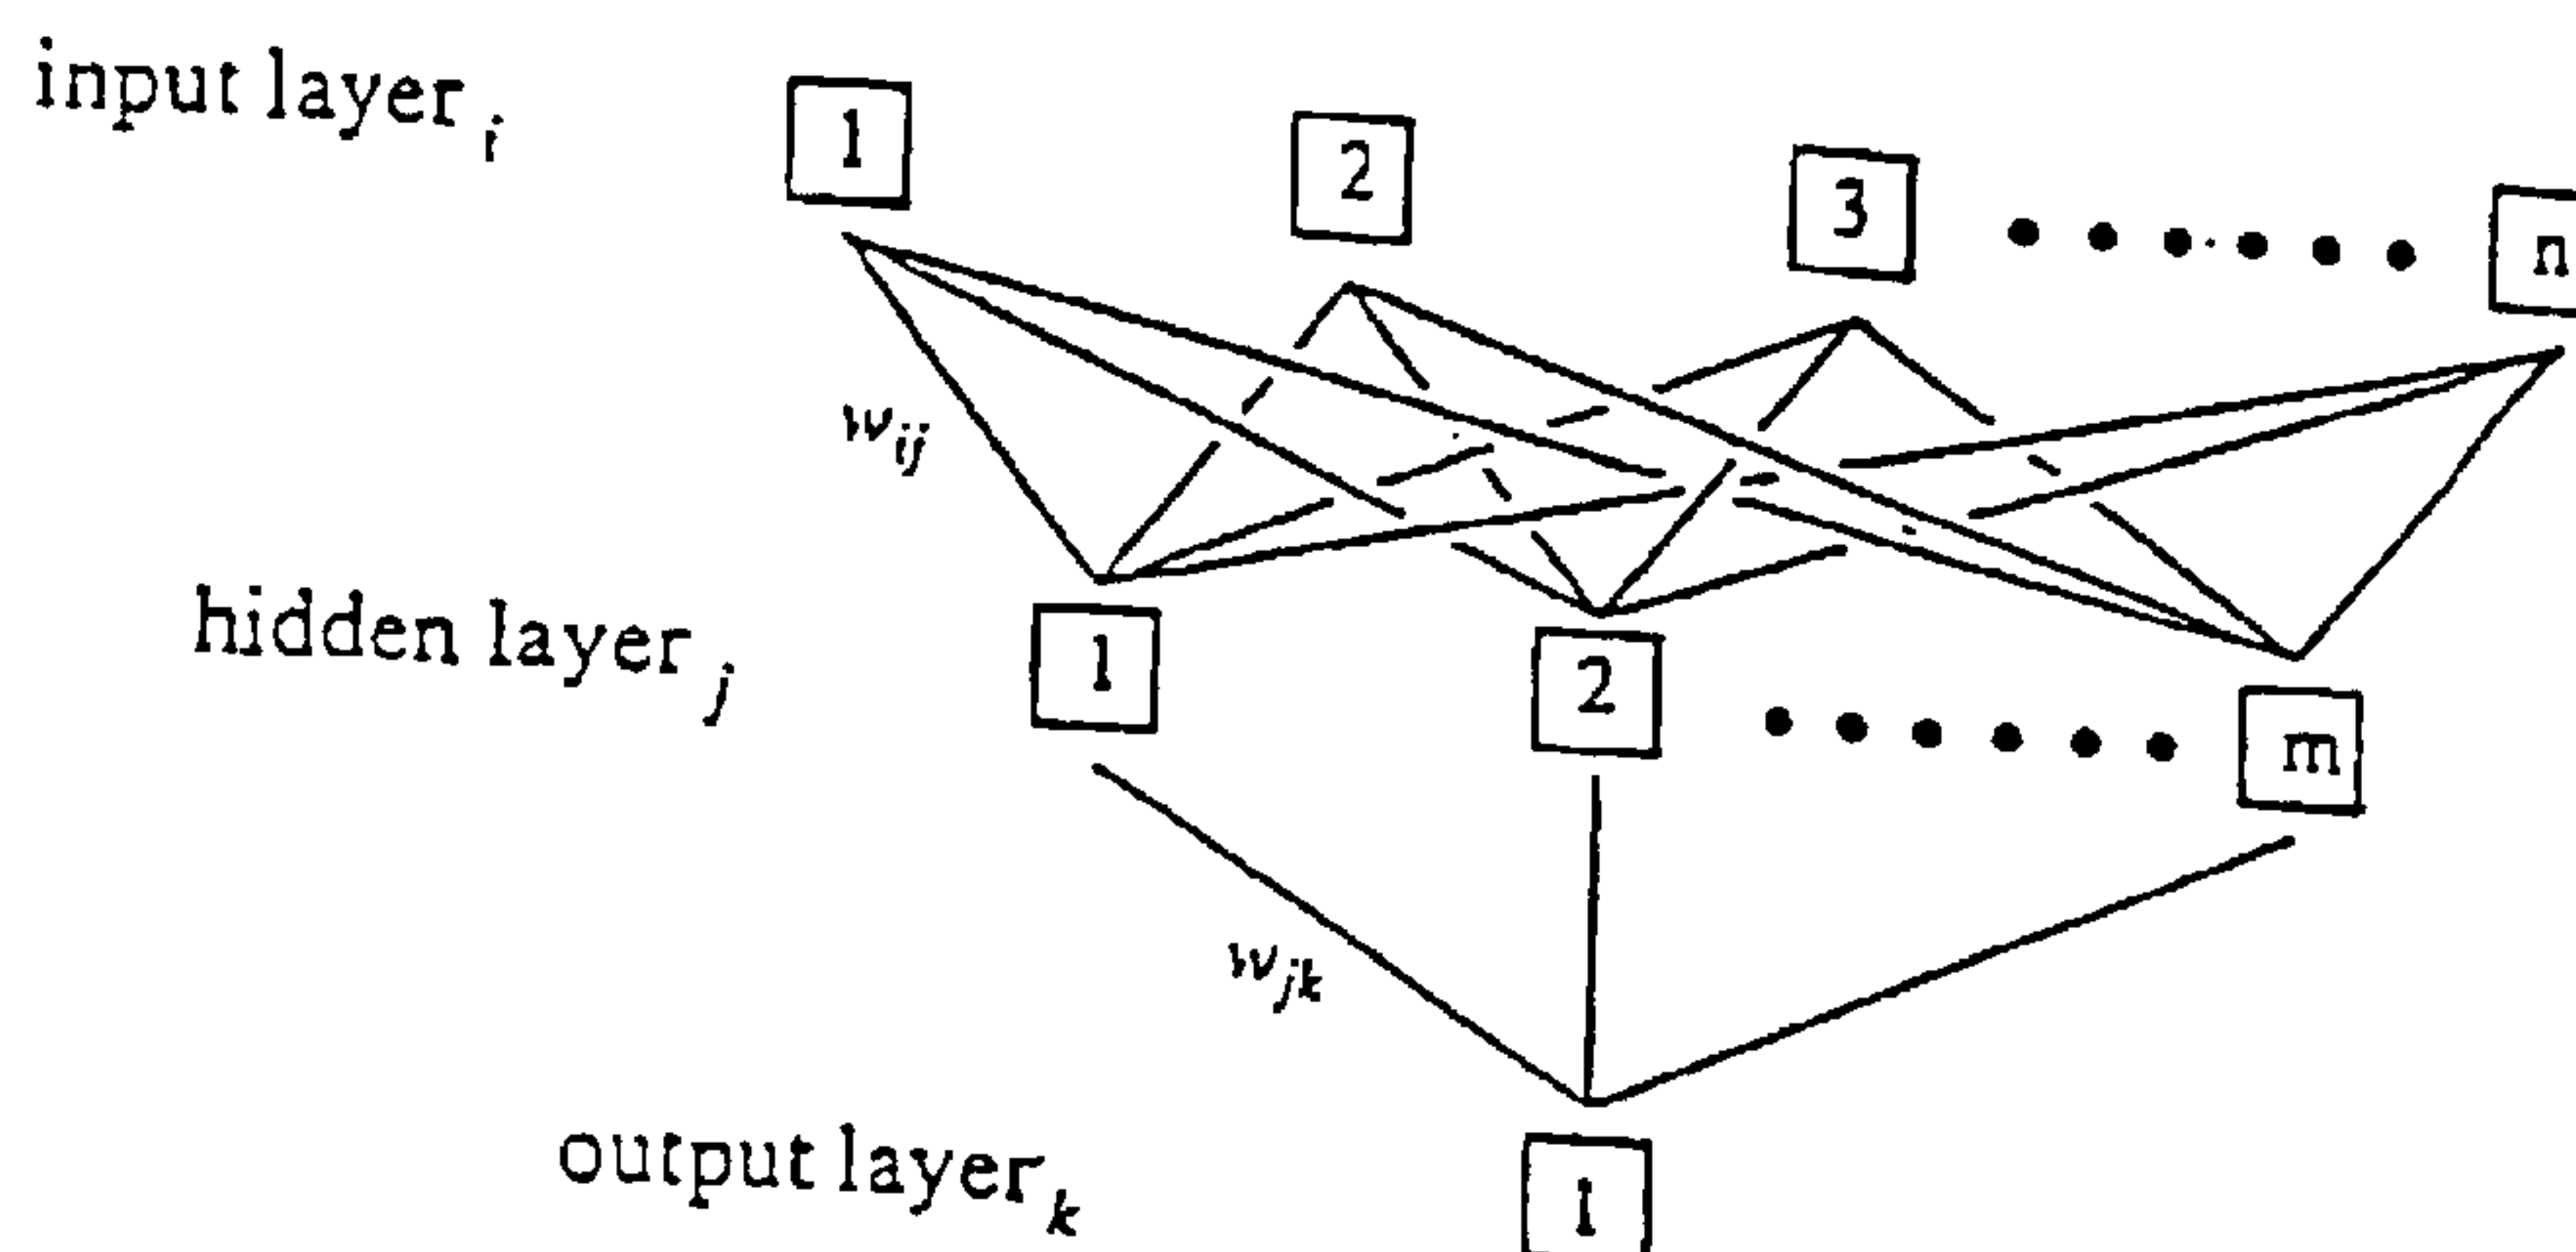 input layer i 1 2 3 n
w ij
hidden layer j 1 2 m
w jk
output layer k 1